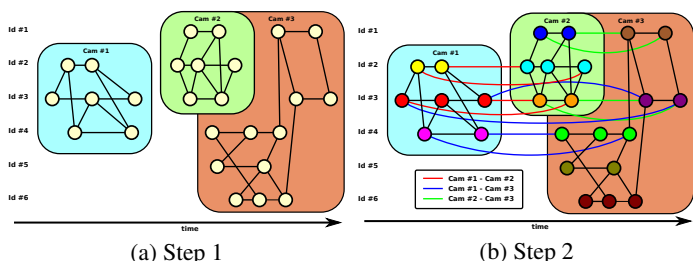 Id #1
Id #2
Id #3
Id #4
Id #5
Id #6
Cam #1
Cam #2
Cam #3
time
(a) Step 1
Id #1
Id #2
Id #3
Id #4
Id #5
Id #6
Cam #1
Cam #2
Cam #3
Cam #1 - Cam #2
Cam #1 - Cam #3
Cam #2 - Cam #3
time
(b) Step 2